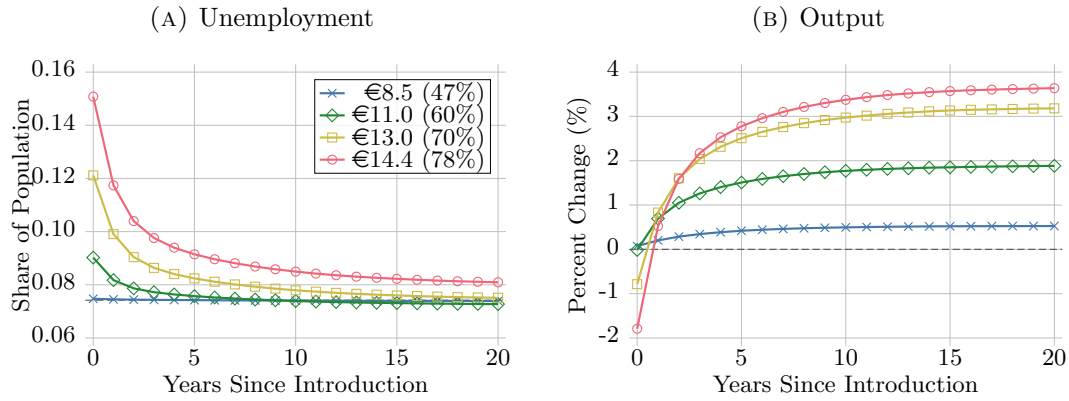 (A) Unemployment
0.16
0.14
0.12
0.10
0.08
0.06
Share of Population
€8.5 (47%)
€11.0 (60%)
€13.0 (70%)
€14.4 (78%)
0 5 10 15 20
Years Since Introduction
(B) Output
4
3
2
1
0
-1
-2
Percent Change (%)
0 5 10 15 20
Years Since Introduction